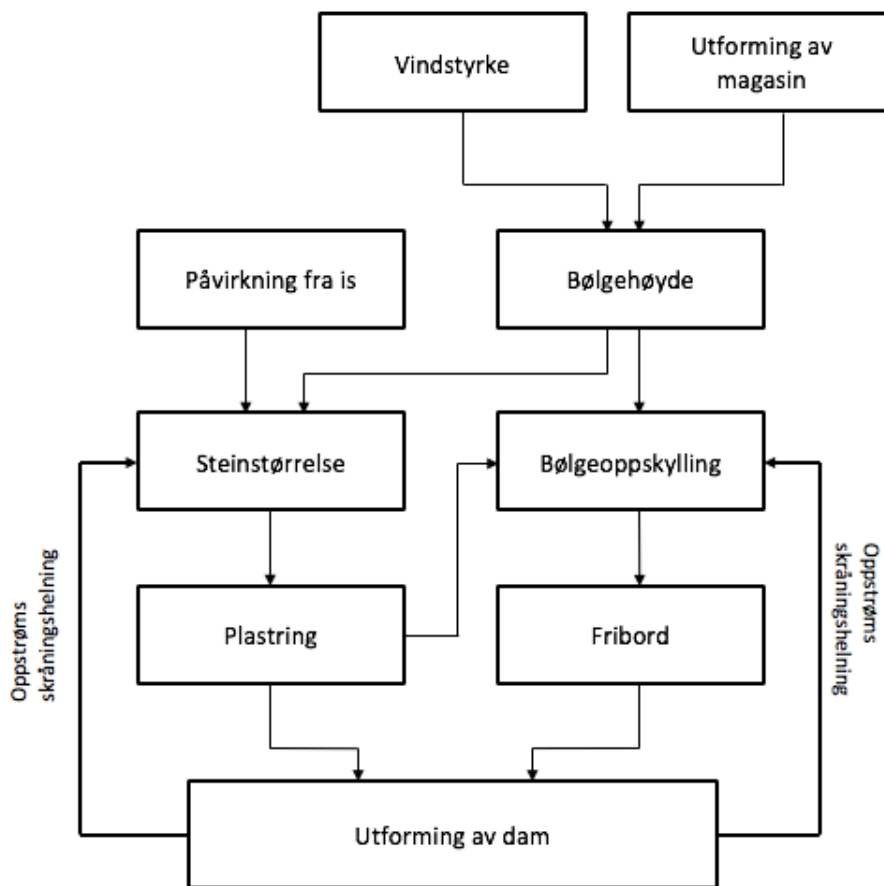 Vindstyrke
Utforming av
magasin
Påvirkning fra is
Bølgehøyde
Steinstørrelse
Bølgeoppskylling
Oppstrøms
skråningshelning
Plastring
Fribord
Oppstrøms
skråningshelning
Utforming av dam